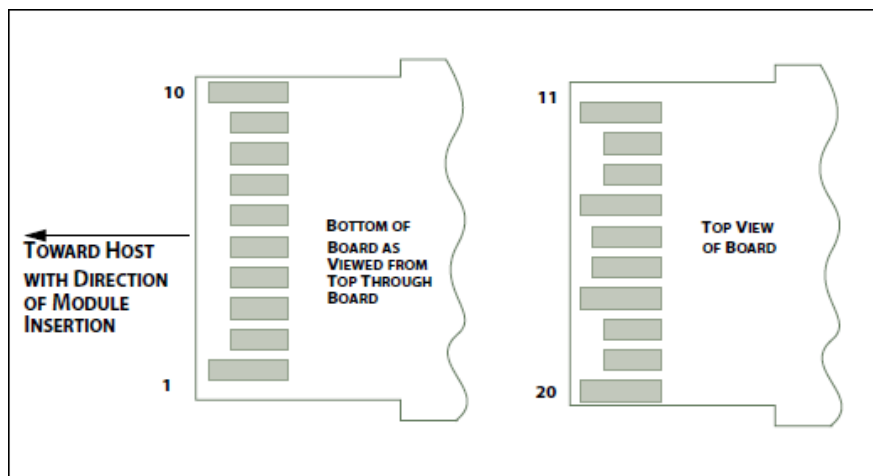 10
BOTTOM OF
BOARD AS
VIEWED FROM
TOP THROUGH
BOARD
1
TOWARD HOST
WITH DIRECTION
OF MODULE
INSERTION
11
TOP VIEW
OF BOARD
20